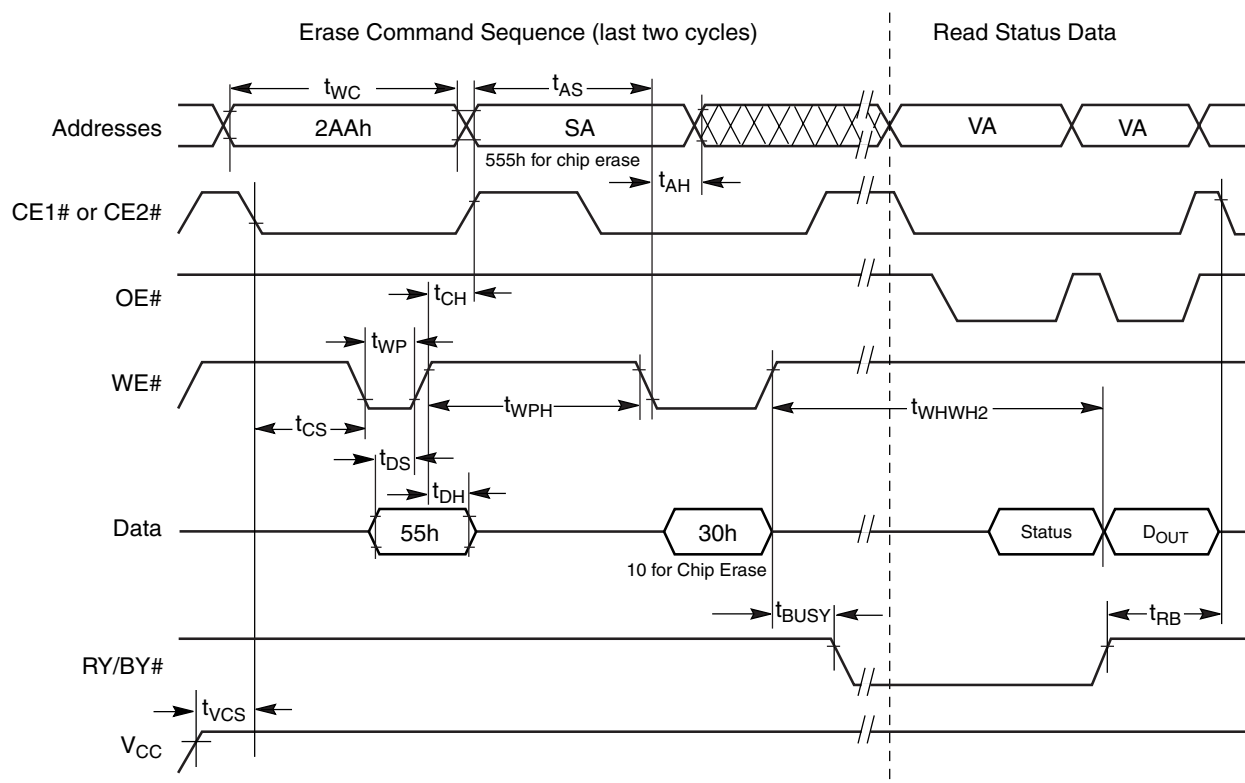 Erase Command Sequence (last two cycles)
Read Status Data
tWC
tAS
Addresses
2AAh
SA
VA
VA
555h for chip erase
tAH
CE1# or CE2#
OE#
tCH
tWP
WE#
tWPH
tWHWH2
tCS
tDS
tDH
Data
55h
30h
Status
DOUT
10 for Chip Erase
tBUSY
tRB
RY/BY#
tVCS
VCC